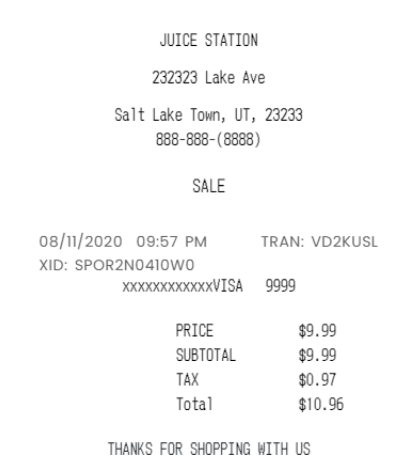 JUICE STATION
232323 Lake Ave
Salt Lake Town, UT, 23233
888-888-(8888)
SALE
08/11/2020 09:57 PM TRAN: VD2KUSL
XID: SPOR2N0410W0
xxxxxxxxxxxxVISA 9999
PRICE $9.99
SUBTOTAL $9.99
TAX $0.97
Total $10.96
THANKS FOR SHOPPING WITH US